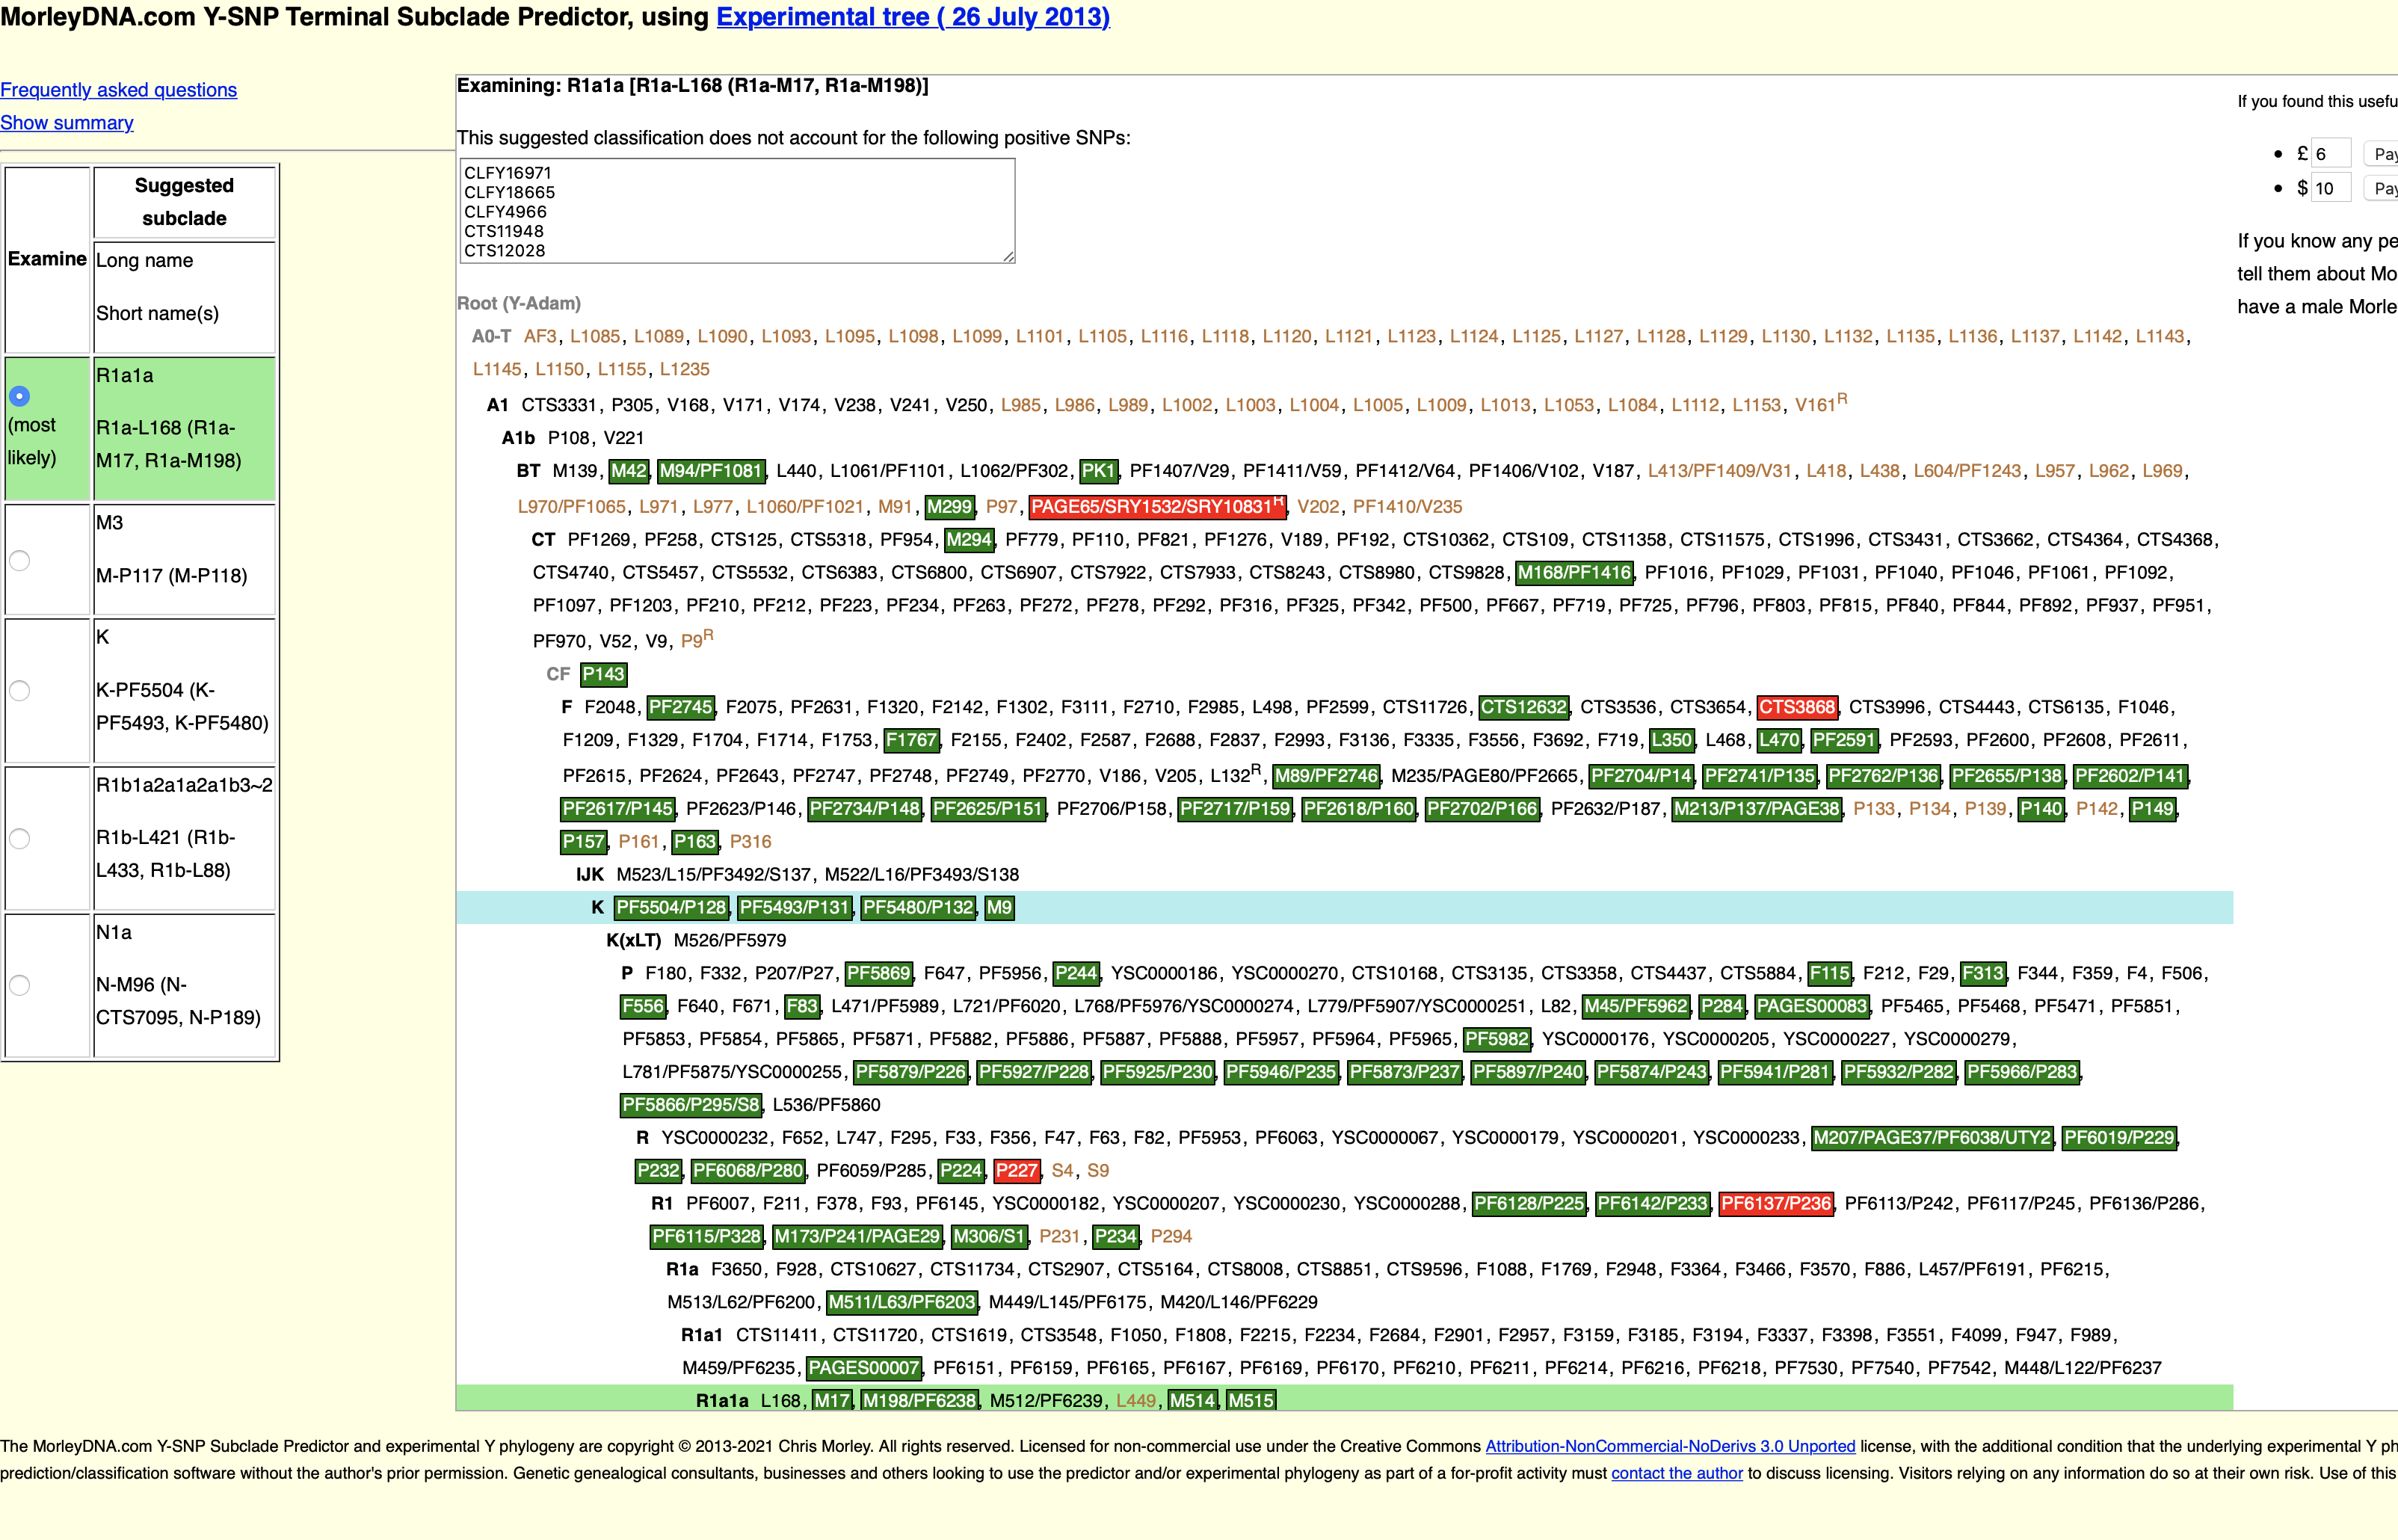 MorleyDNA.com Y-SNP Terminal Subclade Predictor, using Experimental tree ( 26 July 2013)
Frequently asked questions
Show summary
Examine
Suggested subclade
Long name
Short name(s)
(most likely)
R1a1a
R1a-L168 (R1a-
M17, R1a-M198)
M3
M-P117 (M-P118)
K
K-PF5504 (K-
PF5493, K-PF5480)
R1b1a2a1a2a1b3~2
R1b-L421 (R1b-
L433, R1b-L88)
N1a
N-M96 (N-
CTS7095, N-P189)
Examining: R1a1a [R1a-L168 (R1a-M17, R1a-M198)]
This suggested classification does not account for the following positive SNPs:
CLFY16971
CLFY18665
CLFY4966
CTS11948
CTS12028
Root (Y-Adam)
A0-T AF3, L1085, L1089, L1090, L1093, L1095, L1098, L1099, L1101, L1105, L1116, L1118, L1120, L1121, L1123, L1124, L1125, L1127, L1128, L1129, L1130, L1132, L1135, L1136, L1137, L1142, L1143,
L1145, L1150, L1155, L1235
A1 CTS3331, P305, V168, V171, V174, V238, V241, V250, L985, L986, L989, L1002, L1003, L1004, L1005, L1009, L1013, L1053, L1084, L1112, L1153, V161R
A1b P108, V221
BT M139, M42, M94/PF1081, L440, L1061/PF1101, L1062/PF302, PK1, PF1407/V29, PF1411/V59, PF1412/V64, PF1406/V102, V187, L413/PF1409/V31, L418, L438, L604/PF1243, L957, L962, L969,
L970/PF1065, L971, L977, L1060/PF1021, M91, M299, P97, PAGE65/SRY1532/SRY10831R, V202, PF1410/V235
CT PF1269, PF258, CTS125, CTS5318, PF954, M294, PF779, PF110, PF821, PF1276, V189, PF192, CTS10362, CTS109, CTS11358, CTS11575, CTS1996, CTS3431, CTS3662, CTS4364, CTS4368,
CTS4740, CTS5457, CTS5532, CTS6383, CTS6800, CTS6907, CTS7922, CTS7933, CTS8243, CTS8980, CTS9828, M168/PF1416, PF1016, PF1029, PF1031, PF1040, PF1046, PF1061, PF1092,
PF1097, PF1203, PF210, PF212, PF223, PF234, PF263, PF272, PF278, PF292, PF316, PF325, PF342, PF500, PF667, PF719, PF725, PF796, PF803, PF815, PF840, PF844, PF892, PF937, PF951,
PF970, V52, V9, P9R
CF P143
F F2048, PF2745, F2075, PF2631, F1320, F2142, F1302, F3111, F2710, F2985, L498, PF2599, CTS11726, CTS12632, CTS3536, CTS3654, CTS3868, CTS3996, CTS4443, CTS6135, F1046,
F1209, F1329, F1704, F1714, F1753, F1767, F2155, F2402, F2587, F2688, F2837, F2993, F3136, F3335, F3556, F3692, F719, L350, L468, L470, PF2591, PF2593, PF2600, PF2608, PF2611,
PF2615, PF2624, PF2643, PF2747, PF2748, PF2749, PF2770, V186, V205, L132R, M89/PF2746, M235/PAGE80/PF2665, PF2704/P14, PF2741/P135, PF2762/P136, PF2655/P138, PF2602/P141,
PF2617/P145, PF2623/P146, PF2734/P148, PF2625/P151, PF2706/P158, PF2717/P159, PF2618/P160, PF2702/P166, PF2632/P187, M213/P137/PAGE38, P133, P134, P139, P140, P142, P149,
P157, P161, P163, P316
IJK M523/L15/PF3492/S137, M522/L16/PF3493/S138
K PF5504/P128, PF5493/P131, PF5480/P132, M9
K(xLT) M526/PF5979
P F180, F332, P207/P27, PF5869, F647, PF5956, P244, YSC0000186, YSC0000270, CTS10168, CTS3135, CTS3358, CTS4437, CTS5884, F115, F212, F29, F313, F344, F359, F4, F506,
F556, F640, F671, F83, L471/PF5989, L721/PF6020, L768/PF5976/YSC0000274, L779/PF5907/YSC0000251, L82, M45/PF5962, P284, PAGES00083, PF5465, PF5468, PF5471, PF5851,
PF5853, PF5854, PF5865, PF5871, PF5882, PF5886, PF5887, PF5888, PF5957, PF5964, PF5965, PF5982, YSC0000176, YSC0000205, YSC0000227, YSC0000279,
L781/PF5875/YSC0000255, PF5879/P226, PF5927/P228, PF5925/P230, PF5946/P235, PF5873/P237, PF5897/P240, PF5874/P243, PF5941/P281, PF5932/P282, PF5966/P283,
PF5866/P295/S8, L536/PF5860
R YSC0000232, F652, L747, F295, F33, F356, F47, F63, F82, PF5953, PF6063, YSC0000067, YSC0000179, YSC0000201, YSC0000233, M207/PAGE37/PF6038/UTY2, PF6019/P229,
P232, PF6068/P280, PF6059/P285, P224, P227, S4, S9
R1 PF6007, F211, F378, F93, PF6145, YSC0000182, YSC0000207, YSC0000230, YSC0000288, PF6128/P225, PF6142/P233, PF6137/P236, PF6113/P242, PF6117/P245, PF6136/P286,
PF6115/P328, M173/P241/PAGE29, M306/S1, P231, P234, P294
R1a F3650, F928, CTS10627, CTS11734, CTS2907, CTS5164, CTS8008, CTS8851, CTS9596, F1088, F1769, F2948, F3364, F3466, F3570, F886, L457/PF6191, PF6215,
M513/L62/PF6200, M511/L63/PF6203, M449/L145/PF6175, M420/L146/PF6229
R1a1 CTS11411, CTS11720, CTS1619, CTS3548, F1050, F1808, F2215, F2234, F2684, F2901, F2957, F3159, F3185, F3194, F3337, F3398, F3551, F4099, F947, F989,
M459/PF6235, PAGES00007, PF6151, PF6159, PF6165, PF6167, PF6169, PF6170, PF6210, PF6211, PF6214, PF6216, PF6218, PF7530, PF7540, PF7542, M448/L122/PF6237
R1a1a L168, M17, M198/PF6238, M512/PF6239, L449, M514, M515
If you found this usefu
£ 6 Pay
$ 10 Pay
If you know any pe
tell them about Mo
have a male Morle
The MorleyDNA.com Y-SNP Subclade Predictor and experimental Y phylogeny are copyright © 2013-2021 Chris Morley. All rights reserved. Licensed for non-commercial use under the Creative Commons Attribution-NonCommercial-NoDerivs 3.0 Unported license, with the additional condition that the underlying experimental Y ph
prediction/classification software without the author's prior permission. Genetic genealogical consultants, businesses and others looking to use the predictor and/or experimental phylogeny as part of a for-profit activity must contact the author to discuss licensing. Visitors relying on any information do so at their own risk. Use of this